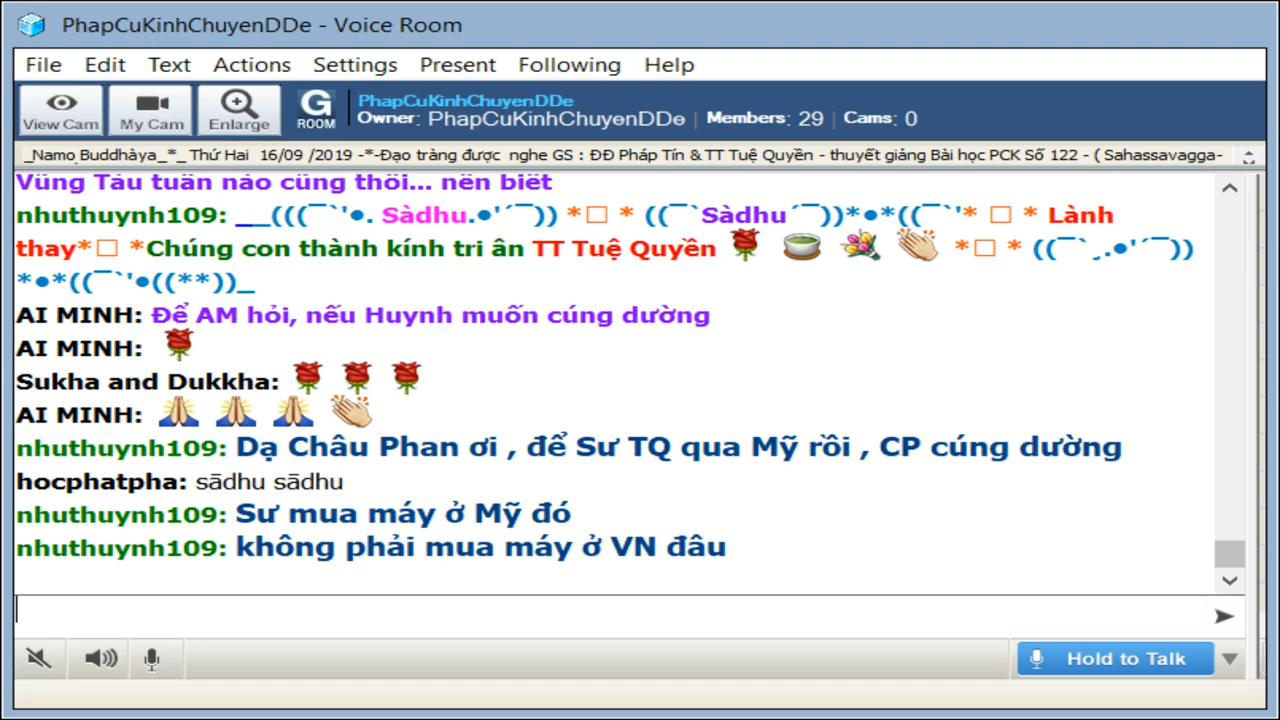 PhapCuKinhChuyenDDe - Voice Room
File Edit Text Actions Settings Present Following Help
View Cam My Cam Enlarge G ROOM
PhapCuKinhChuyenDDe
Owner: PhapCuKinhChuyenDDe | Members: 29 | Cams: 0
_Namo Buddhàya_*_ Thứ Hai 16/09 /2019 -*-Đạo tràng được nghe GS : ĐĐ Pháp Tín & TT Tuệ Quyền - thuyết giảng Bài học PCK Số 122 - ( Sahassavagga-
Vũng Tàu tuần nào cũng thỗi... nên biết
nhuthuynh109: __(((¯`'●. Sàdhu.●'´¯)) *□ * ((¯`Sàdhu´¯))*●*((¯`'* □ * Lành
thay*□ *Chúng con thành kính tri ân TT Tuệ Quyền *□ * ((¯`¸.●'´¯))
*●*((¯`'●((**))_
AI MINH: Để AM hỏi, nếu Huynh muốn cúng dường
AI MINH:
Sukha and Dukkha:
AI MINH:
nhuthuynh109: Dạ Châu Phan ơi , để Sư TQ qua Mỹ rồi , CP cúng dường
hocphatpha: sādhu sādhu
nhuthuynh109: Sư mua máy ở Mỹ đó
nhuthuynh109: không phải mua máy ở VN đâu
Hold to Talk